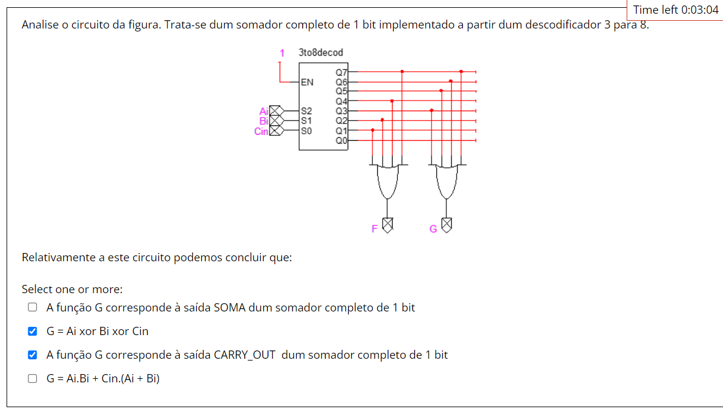 Time left 0:03:04
Analise o circuito da figura. Trata-se dum somador completo de 1 bit implementado a partir dum descodificador 3 para 8.
1 3to8decod
Q7
EN Q6
Q5
Q4
Ai S2 Q3
Bi S1 Q2
Cin S0 Q1
Q0
F G
Relativamente a este circuito podemos concluir que:
Select one or more:
A função G corresponde à saída SOMA dum somador completo de 1 bit
G = Ai xor Bi xor Cin
A função G corresponde à saída CARRY_OUT dum somador completo de 1 bit
G = Ai.Bi + Cin.(Ai + Bi)